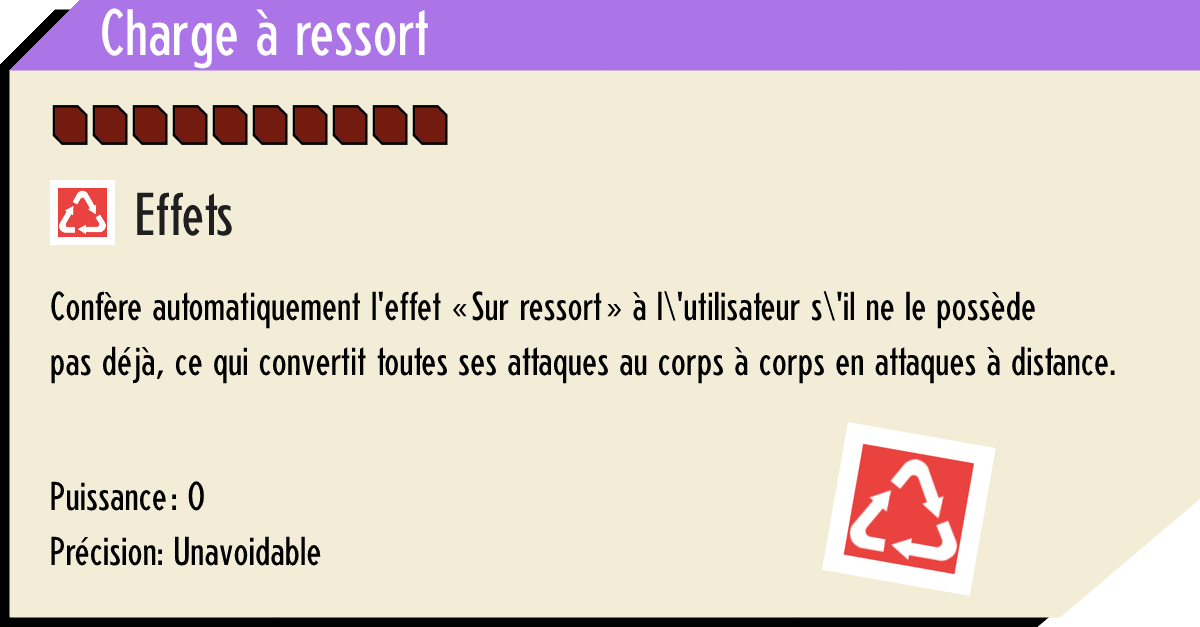 Charge à ressort
Effets
Confère automatiquement l'effet « Sur ressort » à l\'utilisateur s\'il ne le possède
pas déjà, ce qui convertit toutes ses attaques au corps à corps en attaques à distance.
Puissance : 0
Précision: Unavoidable